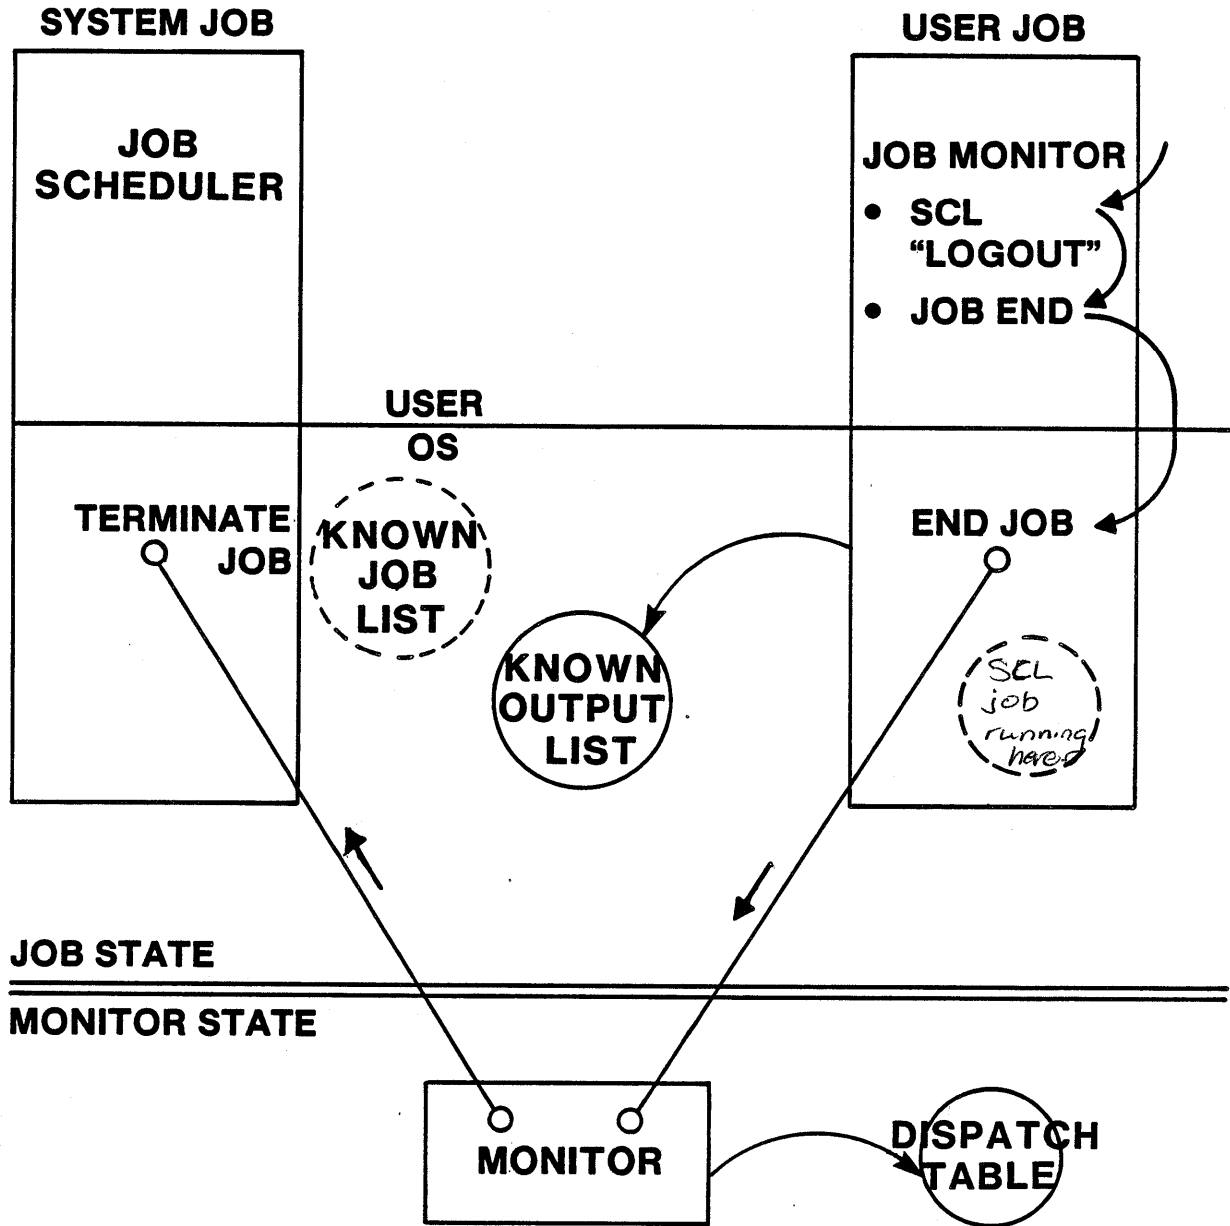 SYSTEM JOB
USER JOB
JOB
SCHEDULER
JOB MONITOR
• SCL
“LOGOUT”
• JOB END
USER
OS
TERMINATE
JOB
KNOWN
JOB
LIST
END JOB
KNOWN
OUTPUT
LIST
SCL
job
running
here
JOB STATE
MONITOR STATE
MONITOR
DISPATCH
TABLE